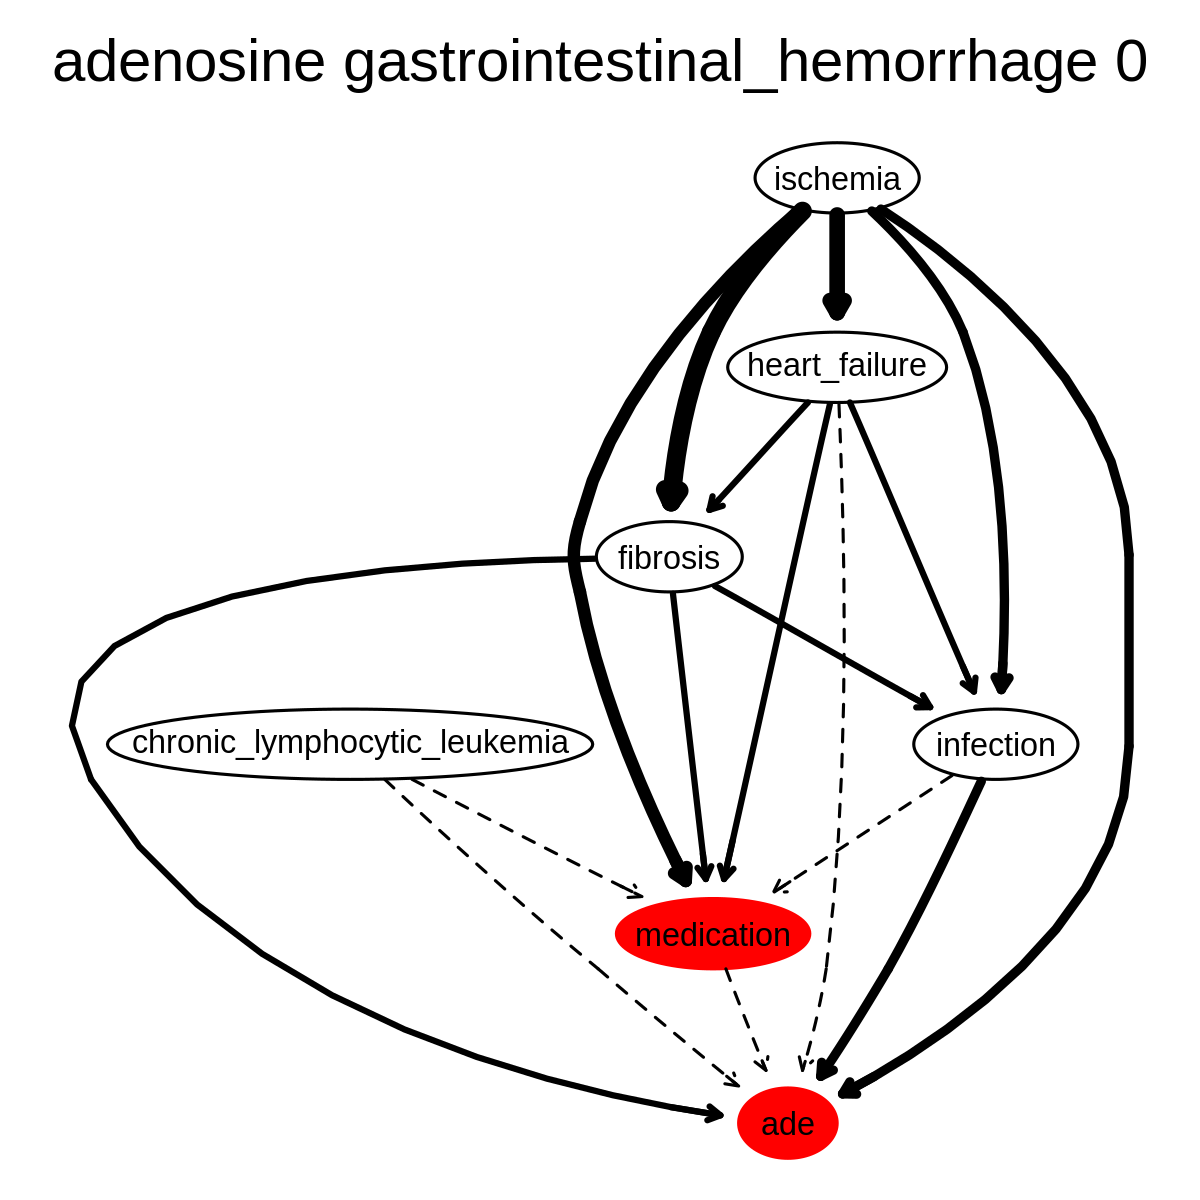 adenosine gastrointestinal_hemorrhage 0
ischemia
heart_failure
fibrosis
chronic_lymphocytic_leukemia
infection
medication
ade